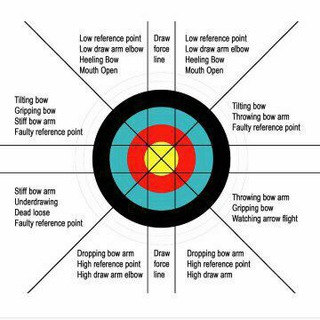 Low reference point
Low draw arm elbow
Heeling Bow
Mouth Open
Draw
force
line
Low reference point
Low draw arm elbow
Heeling Bow
Mouth Open
Tilting bow
Gripping bow
Stiff bow arm
Faulty reference point
Tilting bow
Throwing bow arm
Faulty reference point
Stiff bow arm
Underdrawing
Dead loose
Faulty reference point
Throwing bow arm
Gripping bow
Watching arrow flight
Dropping bow arm
High reference point
High draw arm elbow
Draw
force
line
Dropping bow arm
High reference point
High draw arm